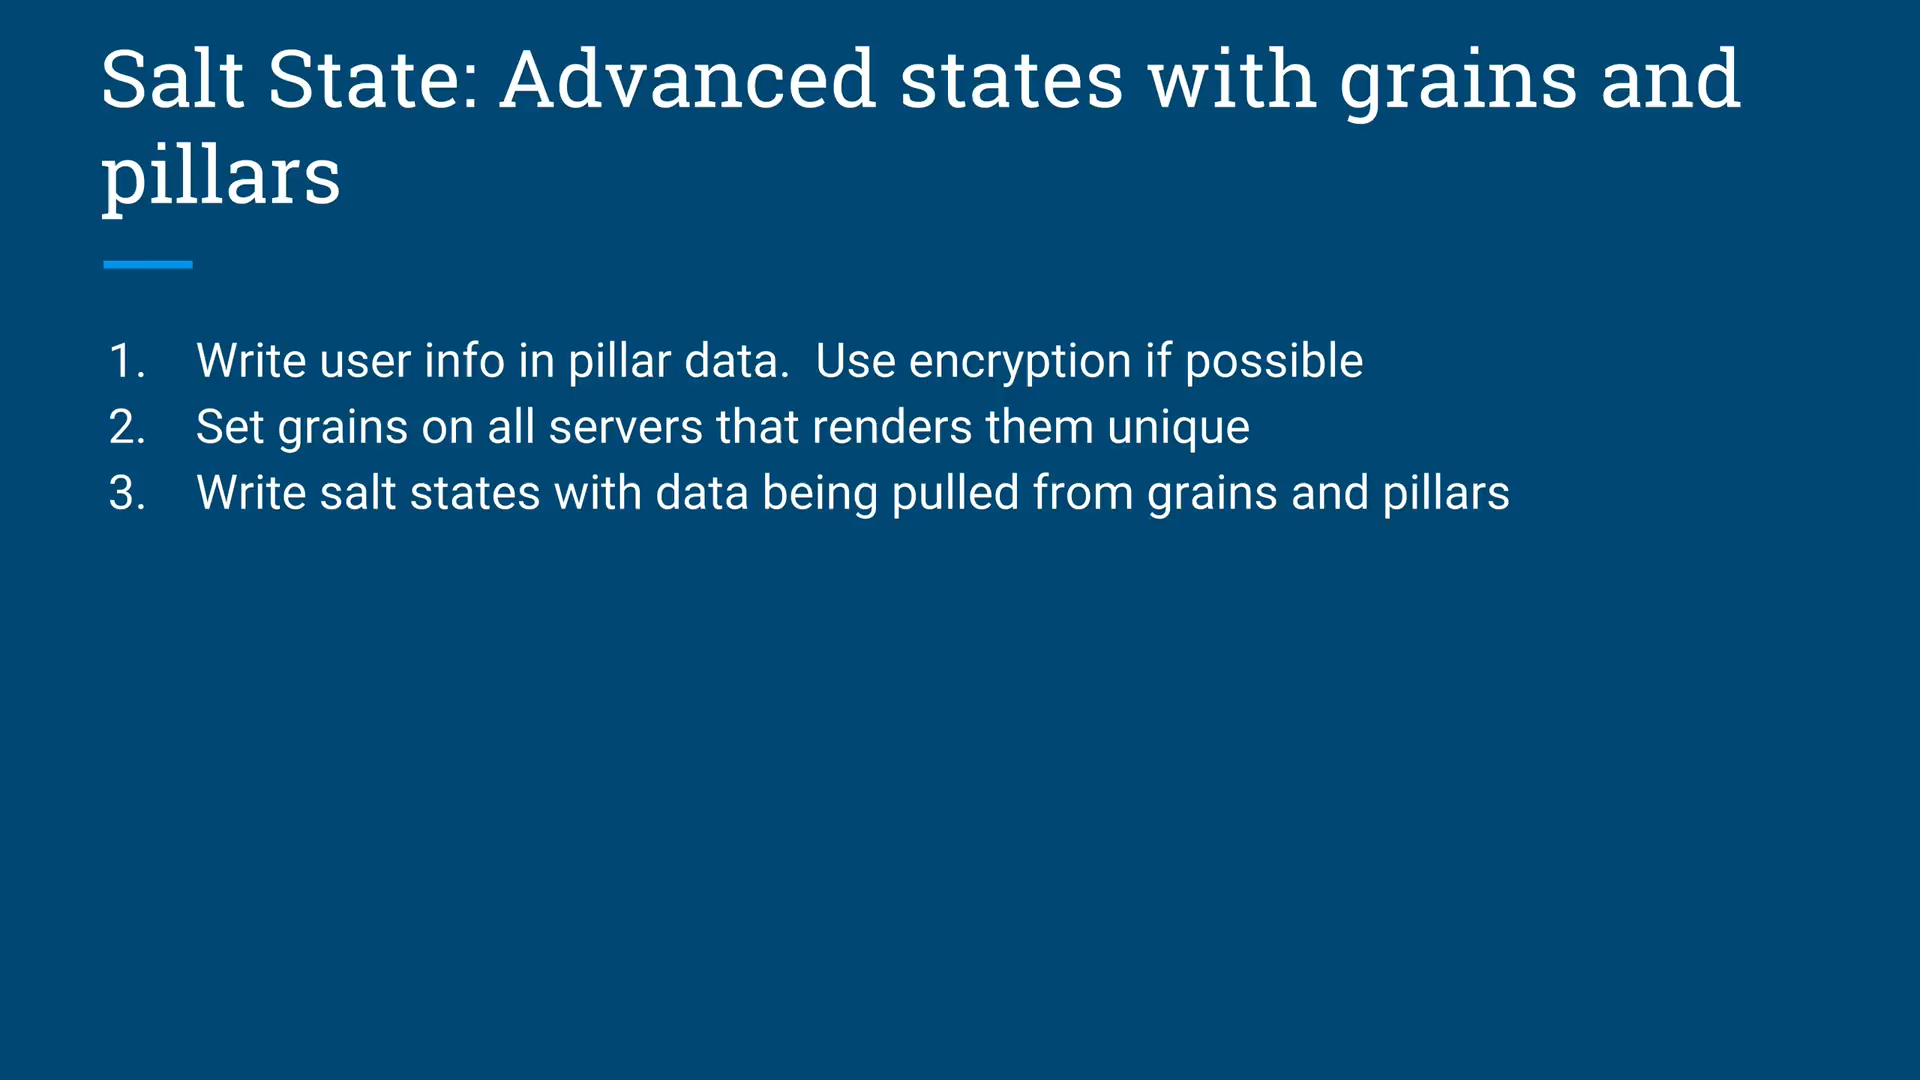 Salt State: Advanced states with grains and
pillars
1. Write user info in pillar data.  Use encryption if possible
2. Set grains on all servers that renders them unique
3. Write salt states with data being pulled from grains and pillars